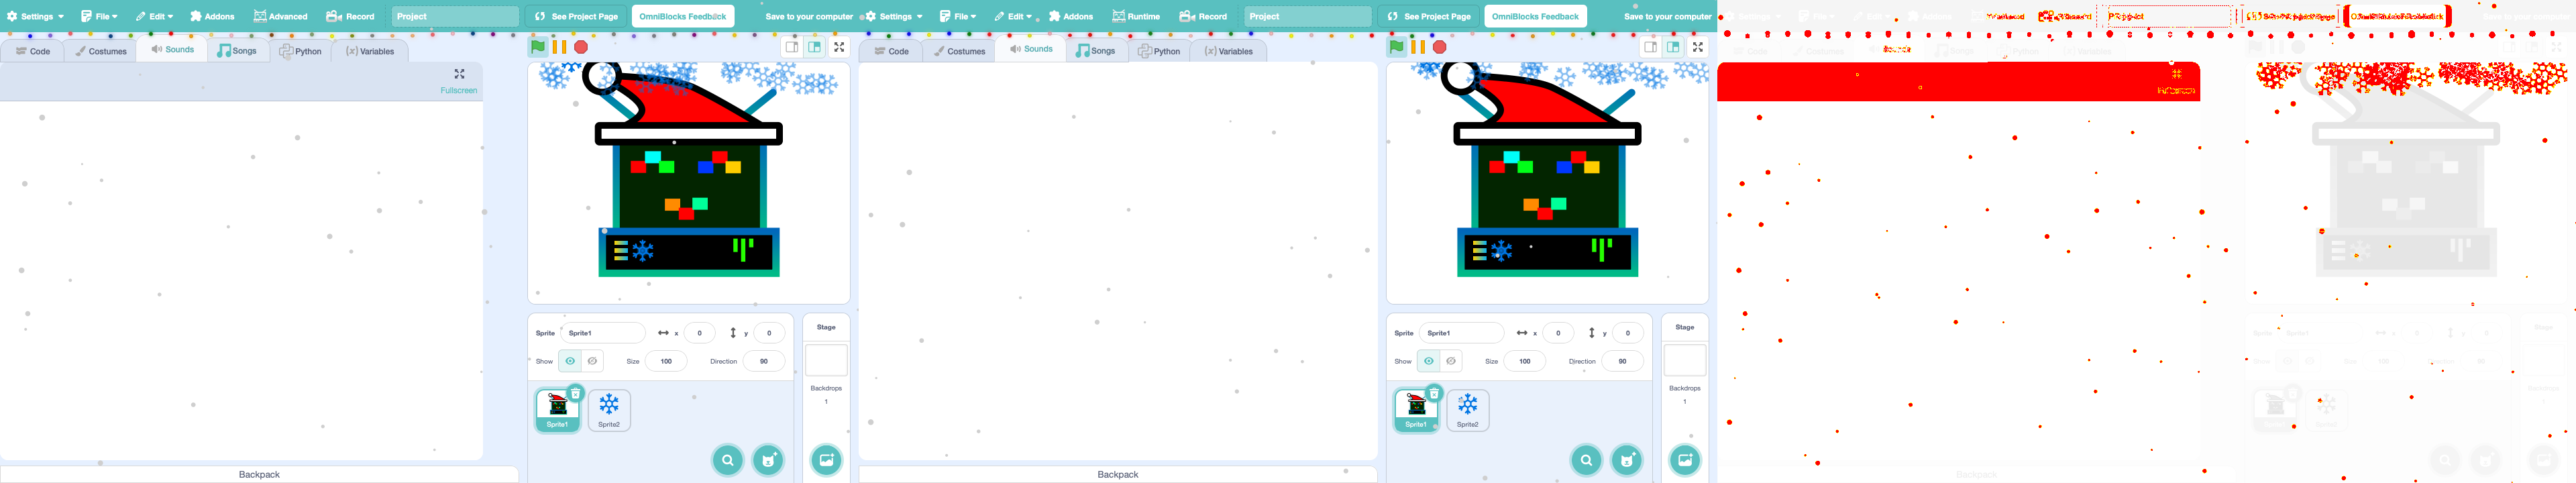 Settings File Edit Addons Advanced Record Project See Project Page OmniBlocks Feedback Save to your computer
Code Costumes Sounds Songs Python Variables
Fullscreen
Sprite Sprite1 x 0 y 0
Show Size 100 Direction 90
Stage
Backdrops
1
Sprite1 Sprite2
Backpack
Settings File Edit Addons Runtime Record Project See Project Page OmniBlocks Feedback Save to your computer
Code Costumes Sounds Songs Python Variables
Sprite Sprite1 x 0 y 0
Show Size 100 Direction 90
Stage
Backdrops
1
Sprite1 Sprite2
Backpack
Backpack